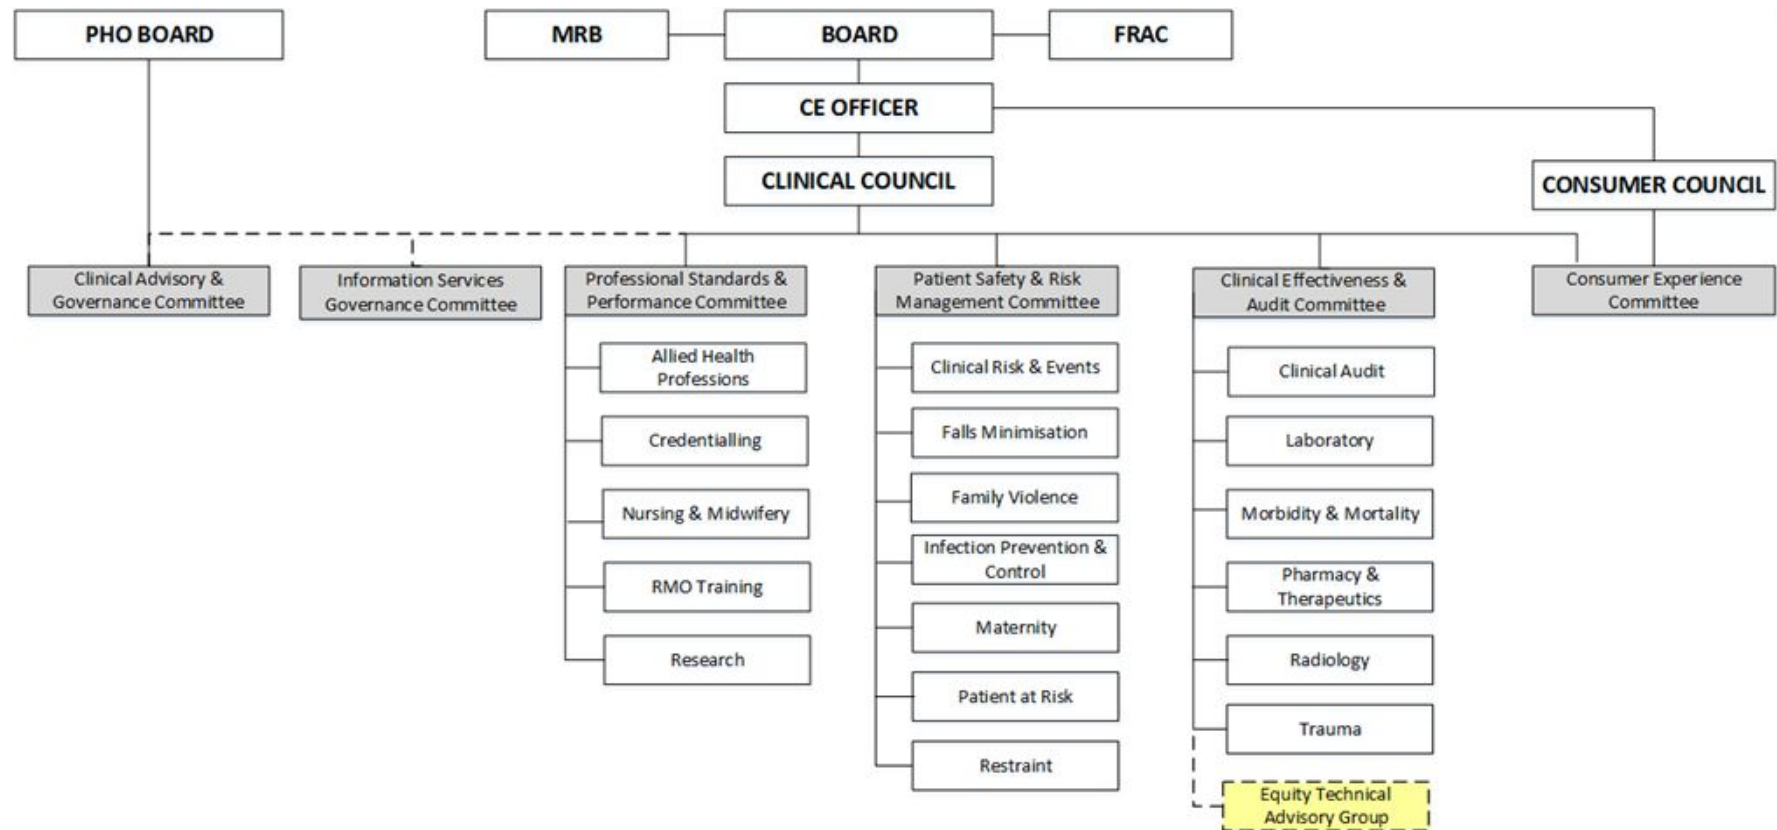 PHO BOARD
MRB
BOARD
FRAC
CE OFFICER
CLINICAL COUNCIL
CONSUMER COUNCIL
Clinical Advisory &
Governance Committee
Information Services
Governance Committee
Professional Standards &
Performance Committee
Patient Safety & Risk
Management Committee
Clinical Effectiveness &
Audit Committee
Consumer Experience
Committee
Allied Health
Professions
Credentialling
Nursing & Midwifery
RMO Training
Research
Clinical Risk & Events
Falls Minimisation
Family Violence
Infection Prevention &
Control
Maternity
Patient at Risk
Restraint
Clinical Audit
Laboratory
Morbidity & Mortality
Pharmacy &
Therapeutics
Radiology
Trauma
Equity Technical
Advisory Group